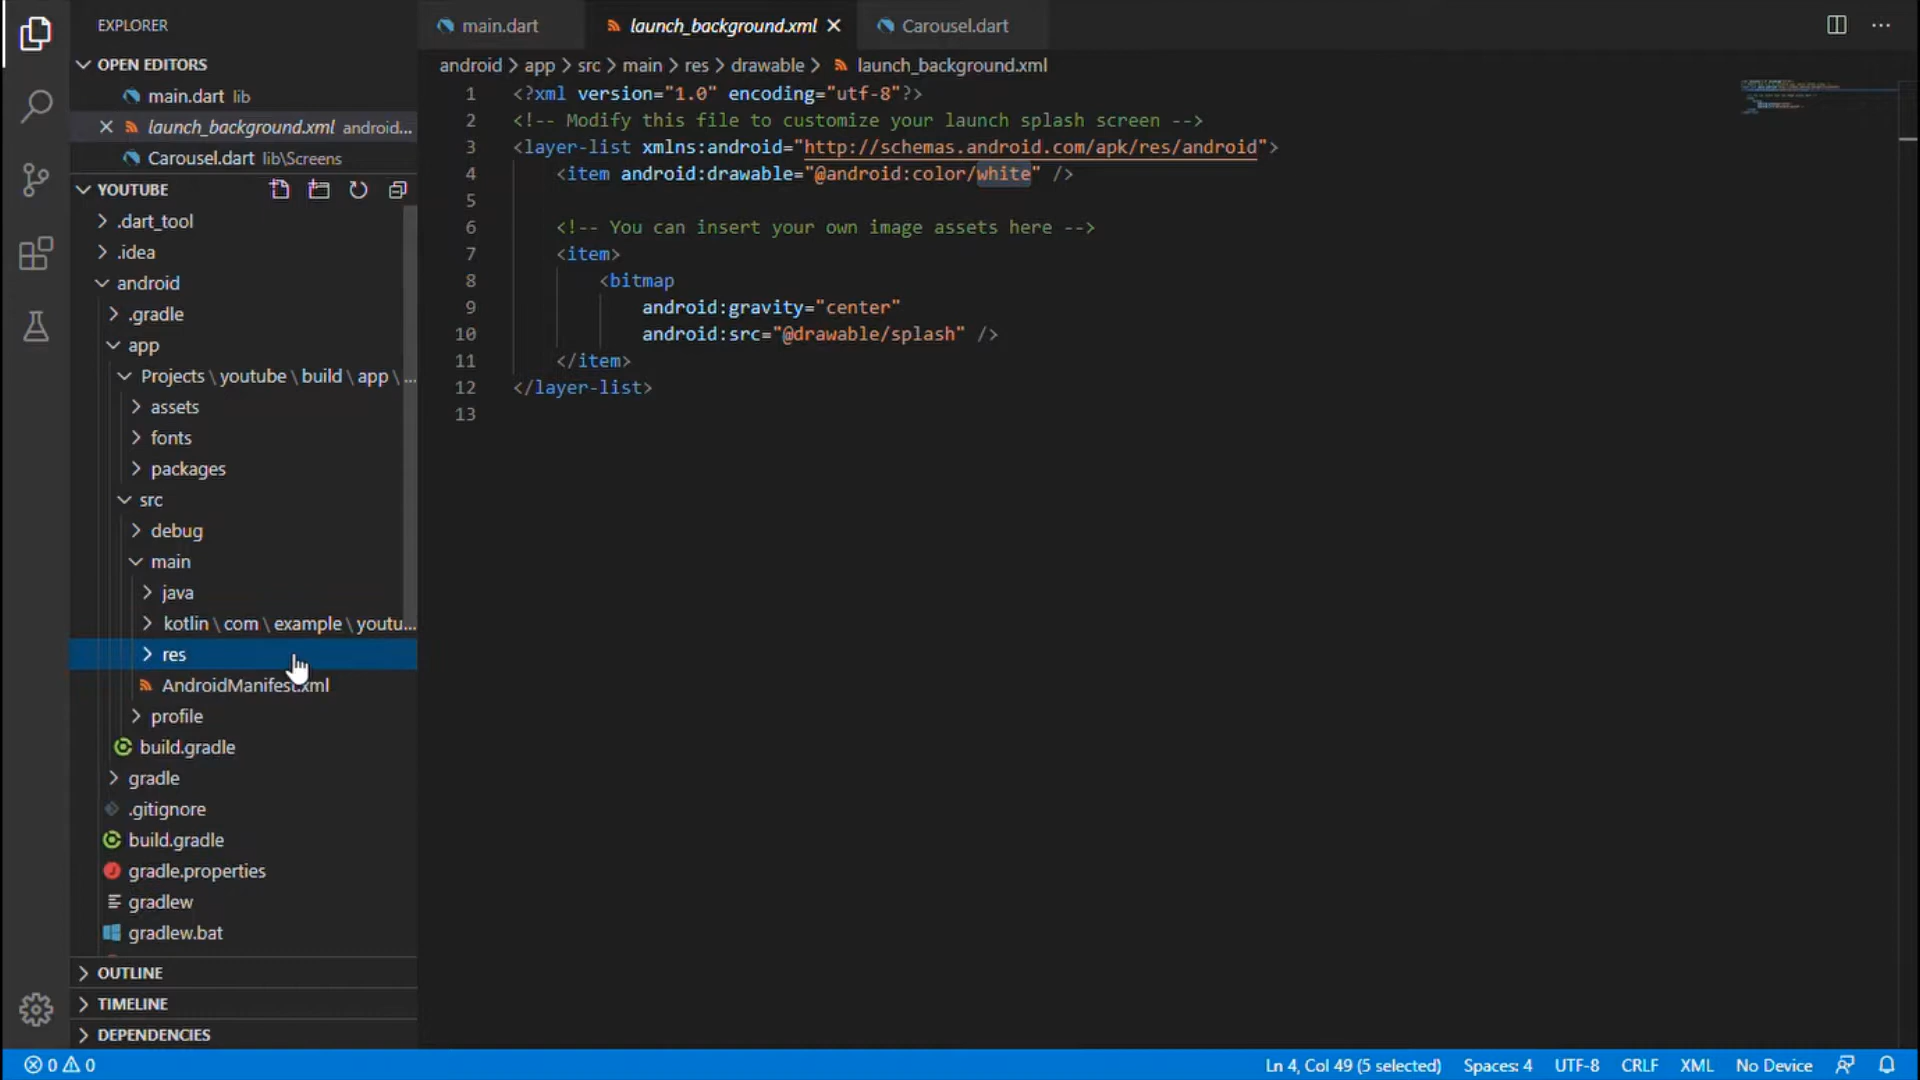 EXPLORER
OPEN EDITORS
main.dart lib
launch_background.xml android...
Carousel.dart lib\Screens
YOUTUBE
.dart_tool
.idea
android
.gradle
app
Projects\youtube\build\app\...
assets
fonts
packages
src
debug
main
java
kotlin\com\example\youtu...
res
AndroidManifest.xml
profile
build.gradle
gradle
.gitignore
build.gradle
gradle.properties
gradlew
gradlew.bat
OUTLINE
TIMELINE
DEPENDENCIES
main.dart launch_background.xml Carousel.dart
android > app > src > main > res > drawable > launch_background.xml
1 <?xml version="1.0" encoding="utf-8"?>
2 <!-- Modify this file to customize your launch splash screen -->
3 <layer-list xmlns:android="http://schemas.android.com/apk/res/android">
4 <item android:drawable="@android:color/white" />
5
6 <!-- You can insert your own image assets here -->
7 <item>
8 <bitmap
9 android:gravity="center"
10 android:src="@drawable/splash" />
11 </item>
12 </layer-list>
13
0 0 Ln 4, Col 49 (5 selected) Spaces: 4 UTF-8 CRLF XML No Device